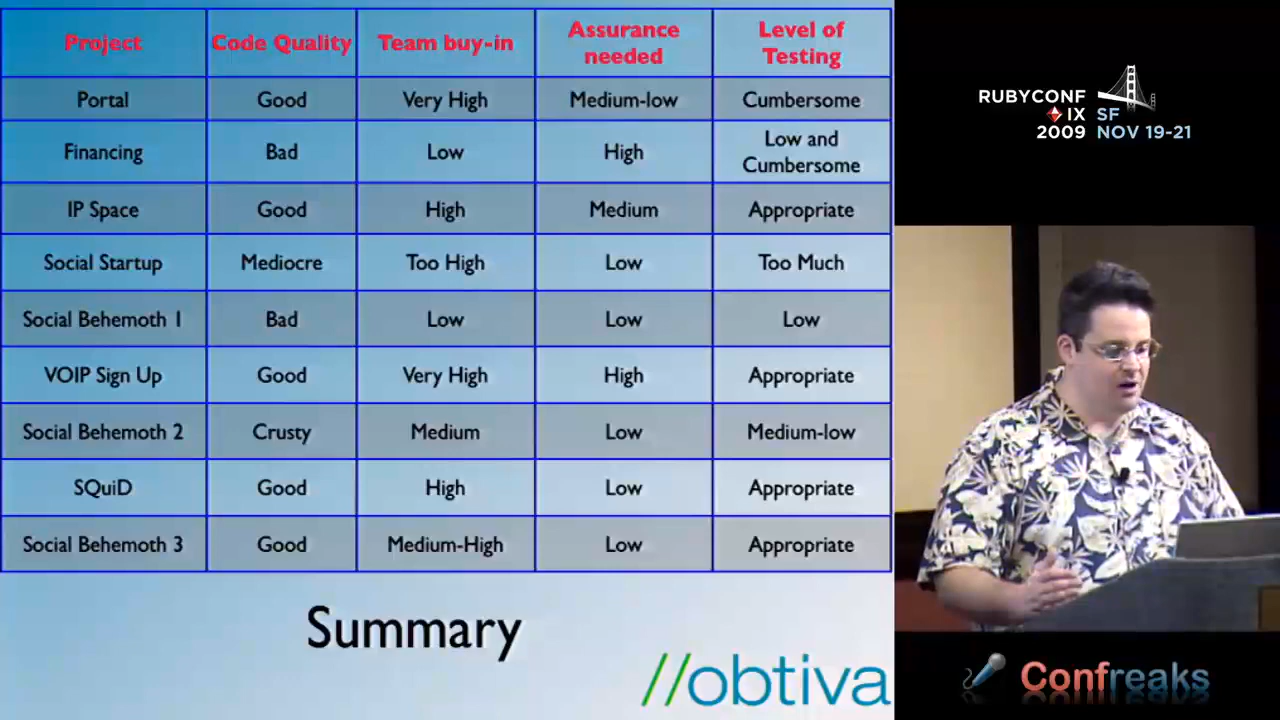 Project Code Quality Team buy-in Assurance needed Level of Testing
Portal Good Very High Medium-low Cumbersome
Financing Bad Low High Low and Cumbersome
IP Space Good High Medium Appropriate
Social Startup Mediocre Too High Low Too Much
Social Behemoth 1 Bad Low Low Low
VOIP Sign Up Good Very High High Appropriate
Social Behemoth 2 Crusty Medium Low Medium-low
SQuiD Good High Low Appropriate
Social Behemoth 3 Good Medium-High Low Appropriate
Summary
//obtiva
RUBYCONF
IX SF
2009 NOV 19-21
Confreaks